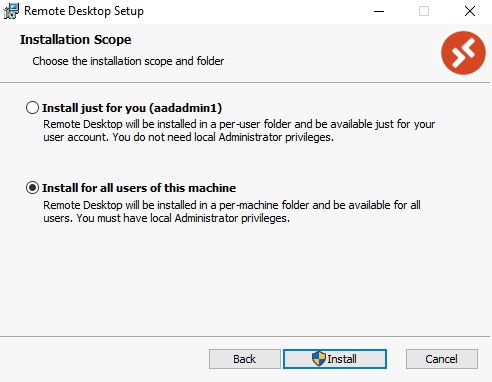 Remote Desktop Setup
Installation Scope
Choose the installation scope and folder
Install just for you (aadadmin1)
Remote Desktop will be installed in a per-user folder and be available just for your
user account. You do not need local Administrator privileges.
Install for all users of this machine
Remote Desktop will be installed in a per-machine folder and be available for all
users. You must have local Administrator privileges.
Back
Install
Cancel